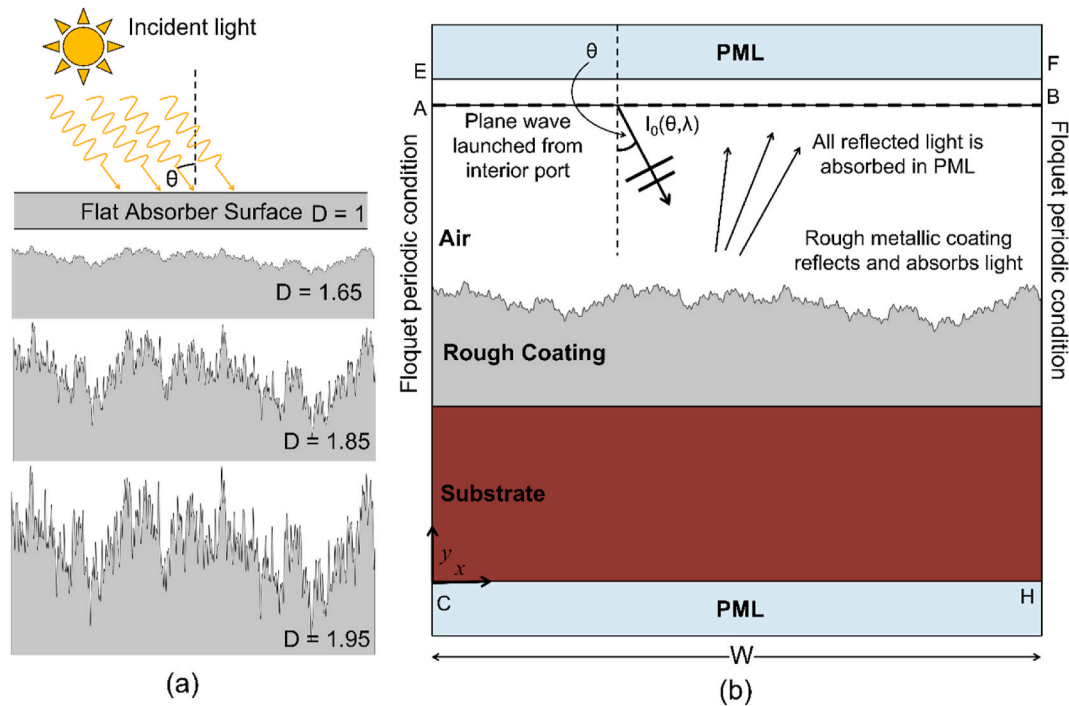 Incident light
θ
Flat Absorber Surface D = 1
D = 1.65
D = 1.85
D = 1.95
(a)
PML
E
θ
F
A
B
Plane wave
launched from
interior port
I₀(θ,λ)
All reflected light is
absorbed in PML
Floquet periodic condition
Floquet periodic condition
Air
Rough metallic coating
reflects and absorbs light
Rough Coating
Substrate
y
x
C
H
PML
W
(b)